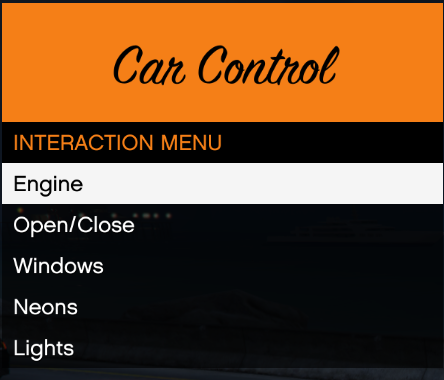 Car Control
INTERACTION MENU
Engine
Open/Close
Windows
Neons
Lights